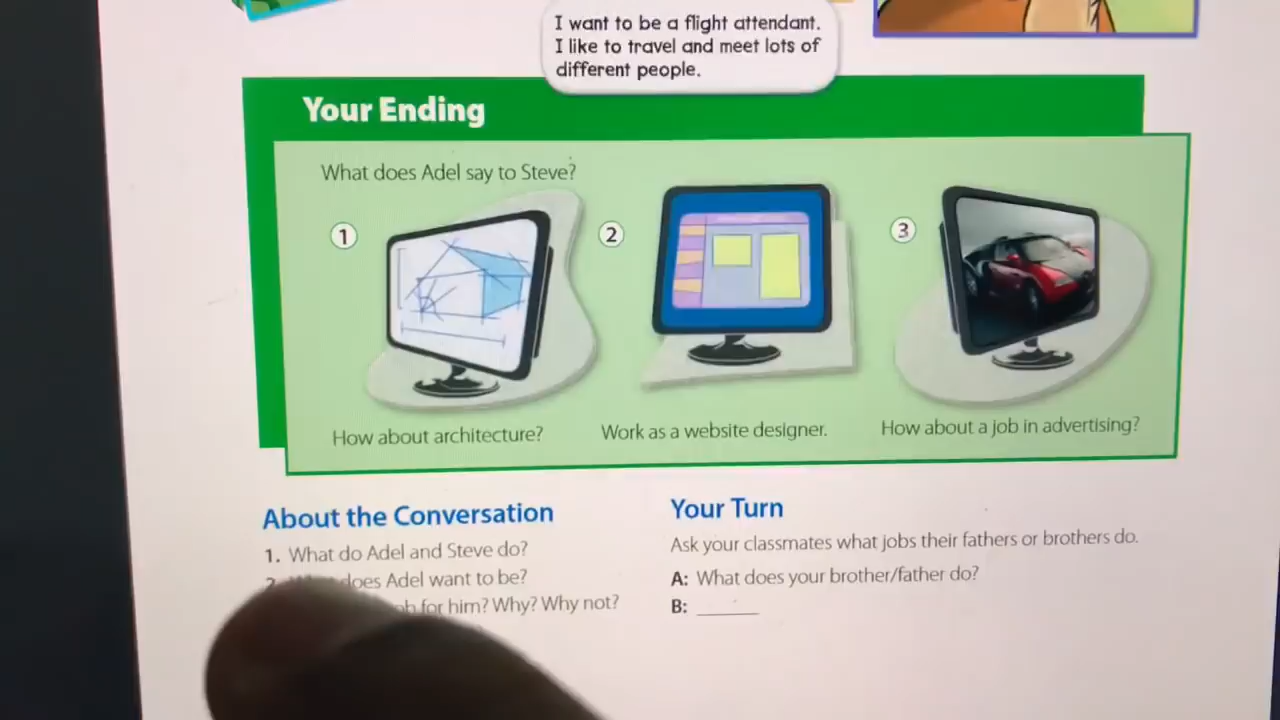 I want to be a flight attendant.
I like to travel and meet lots of
different people.
Your Ending
What does Adel say to Steve?
1
2
3
How about architecture?
Work as a website designer.
How about a job in advertising?
About the Conversation
1. What do Adel and Steve do?
2. does Adel want to be?
for him? Why? Why not?
Your Turn
Ask your classmates what jobs their fathers or brothers do.
A: What does your brother/father do?
B: